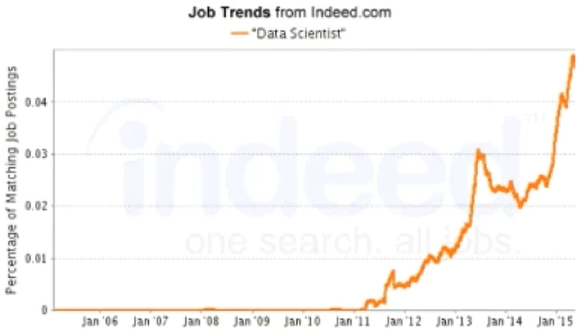 Job Trends from Indeed.com
"Data Scientist"
Percentage of Matching Job Postings
0.04
0.03
0.02
0.01
0
indeed™
one search. all jobs.
Jan '06 Jan '07 Jan '08 Jan '09 Jan '10 Jan '11 Jan '12 Jan '13 Jan '14 Jan '15